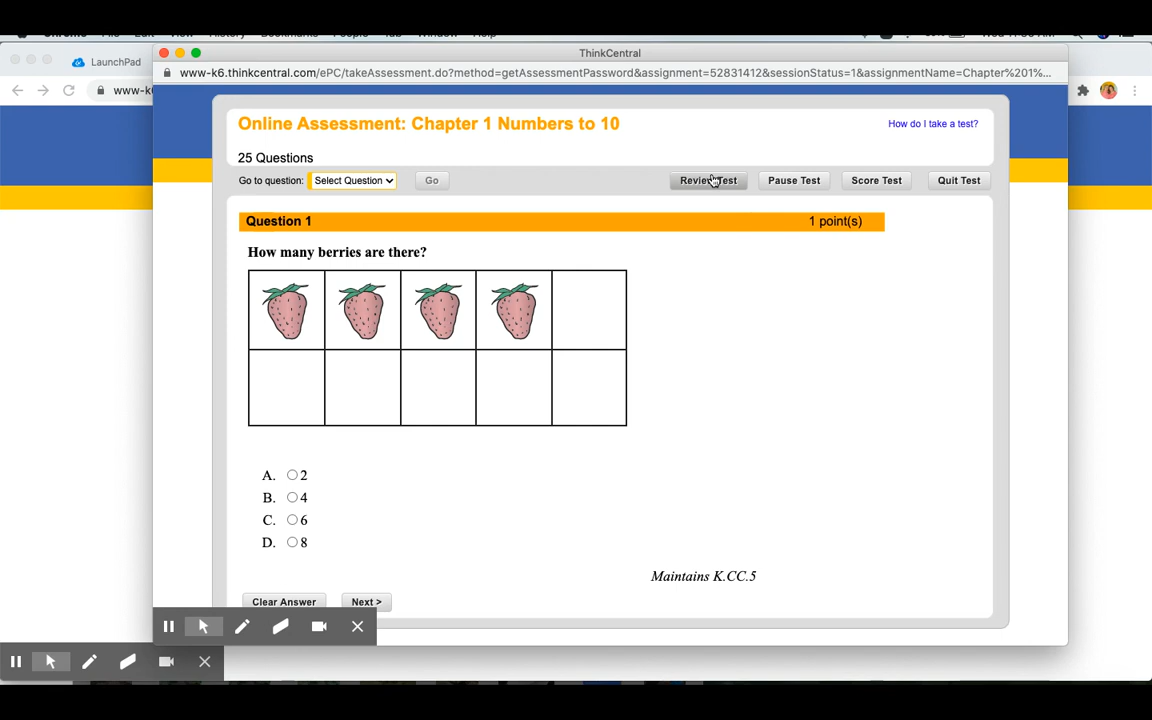 ThinkCentral
LaunchPad
www-k6.thinkcentral.com/ePC/takeAssessment.do?method=getAssessmentPassword&assignment=52831412&sessionStatus=1&assignmentName=Chapter%201%...
www-k
Online Assessment: Chapter 1 Numbers to 10
How do I take a test?
25 Questions
Go to question: Select Question Go Review Test Pause Test Score Test Quit Test
Question 1 1 point(s)
How many berries are there?
A. 2
B. 4
C. 6
D. 8
Maintains K.CC.5
Clear Answer Next >